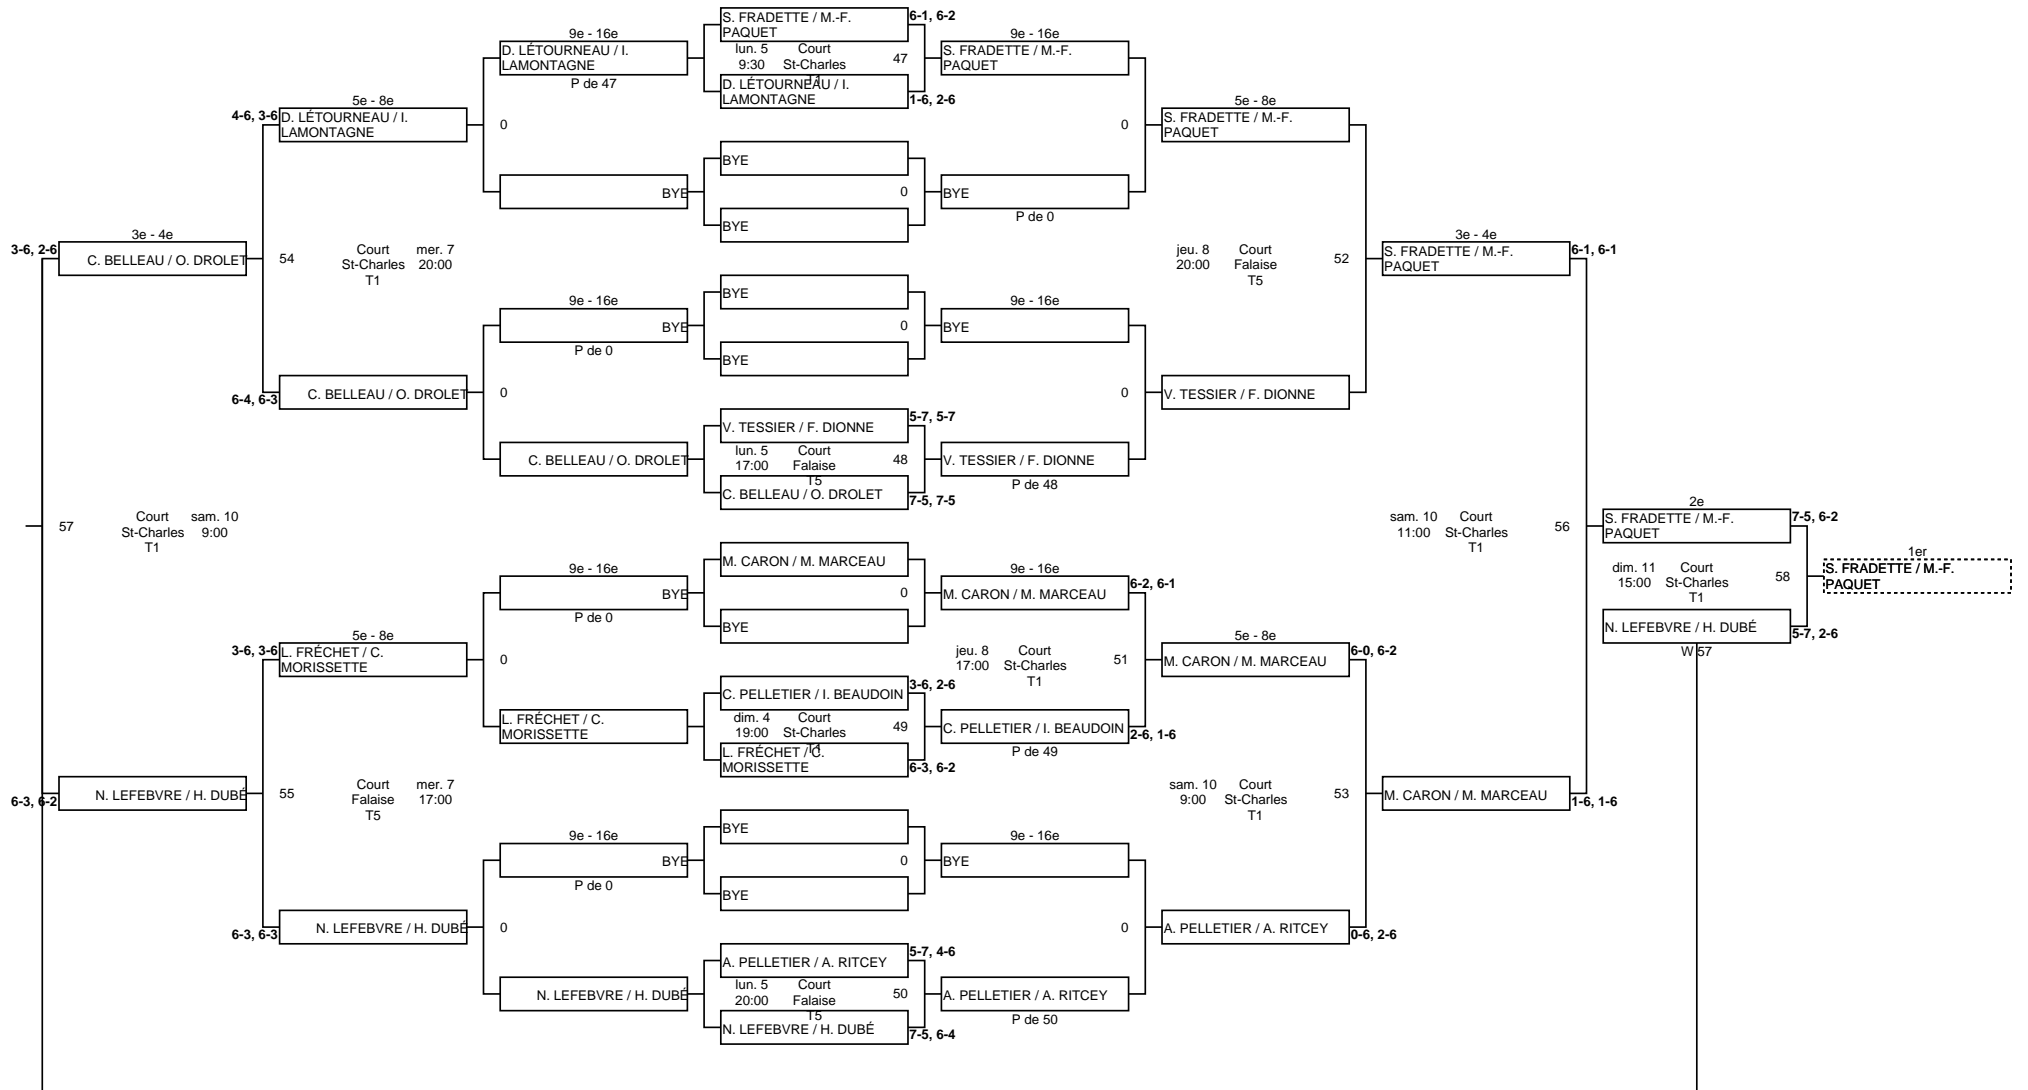 S. FRADETTE / M.-F.
PAQUET
6-1, 6-2
9e - 16e
9e - 16e
D. LÉTOURNEAU / I.
LAMONTAGNE
lun. 5 Court
9:30 St-Charles
T1
47
S. FRADETTE / M.-F.
PAQUET
P de 47
D. LÉTOURNEAU / I.
LAMONTAGNE
1-6, 2-6
5e - 8e
5e - 8e
4-6, 3-6
D. LÉTOURNEAU / I.
LAMONTAGNE
0
0
S. FRADETTE / M.-F.
PAQUET
BYE
BYE
0
BYE
P de 0
BYE
3e - 4e
3e - 4e
3-6, 2-6
C. BELLEAU / O. DROLET
54
Court mer. 7
St-Charles 20:00
T1
jeu. 8 Court
20:00 Falaise
T5
52
S. FRADETTE / M.-F.
PAQUET
6-1, 6-1
BYE
9e - 16e
9e - 16e
BYE
0
BYE
P de 0
BYE
6-4, 6-3
C. BELLEAU / O. DROLET
0
0
V. TESSIER / F. DIONNE
V. TESSIER / F. DIONNE
5-7, 5-7
C. BELLEAU / O. DROLET
lun. 5 Court
17:00 Falaise
T5
48
V. TESSIER / F. DIONNE
P de 48
C. BELLEAU / O. DROLET
7-5, 7-5
57
Court sam. 10
St-Charles 9:00
T1
sam. 10 Court
11:00 St-Charles
T1
56
2e
S. FRADETTE / M.-F.
PAQUET
7-5, 6-2
dim. 11 Court
15:00 St-Charles
T1
58
1er
S. FRADETTE / M.-F.
PAQUET
N. LEFEBVRE / H. DUBÉ
5-7, 2-6
W 57
M. CARON / M. MARCEAU
9e - 16e
9e - 16e
BYE
0
M. CARON / M. MARCEAU
6-2, 6-1
P de 0
BYE
5e - 8e
5e - 8e
3-6, 3-6
L. FRÉCHET / C.
MORISSETTE
0
jeu. 8 Court
17:00 St-Charles
T1
51
M. CARON / M. MARCEAU
6-0, 6-2
C. PELLETIER / I. BEAUDOIN
3-6, 2-6
L. FRÉCHET / C.
MORISSETTE
dim. 4 Court
19:00 St-Charles
T1
49
C. PELLETIER / I. BEAUDOIN
2-6, 1-6
P de 49
L. FRÉCHET / C.
MORISSETTE
6-3, 6-2
6-3, 6-2
N. LEFEBVRE / H. DUBÉ
55
Court mer. 7
Falaise 17:00
T5
sam. 10 Court
9:00 St-Charles
T1
53
M. CARON / M. MARCEAU
1-6, 1-6
BYE
9e - 16e
9e - 16e
BYE
0
BYE
P de 0
BYE
6-3, 6-3
N. LEFEBVRE / H. DUBÉ
0
0
A. PELLETIER / A. RITCEY
0-6, 2-6
A. PELLETIER / A. RITCEY
5-7, 4-6
N. LEFEBVRE / H. DUBÉ
lun. 5 Court
20:00 Falaise
T5
50
A. PELLETIER / A. RITCEY
P de 50
N. LEFEBVRE / H. DUBÉ
7-5, 6-4